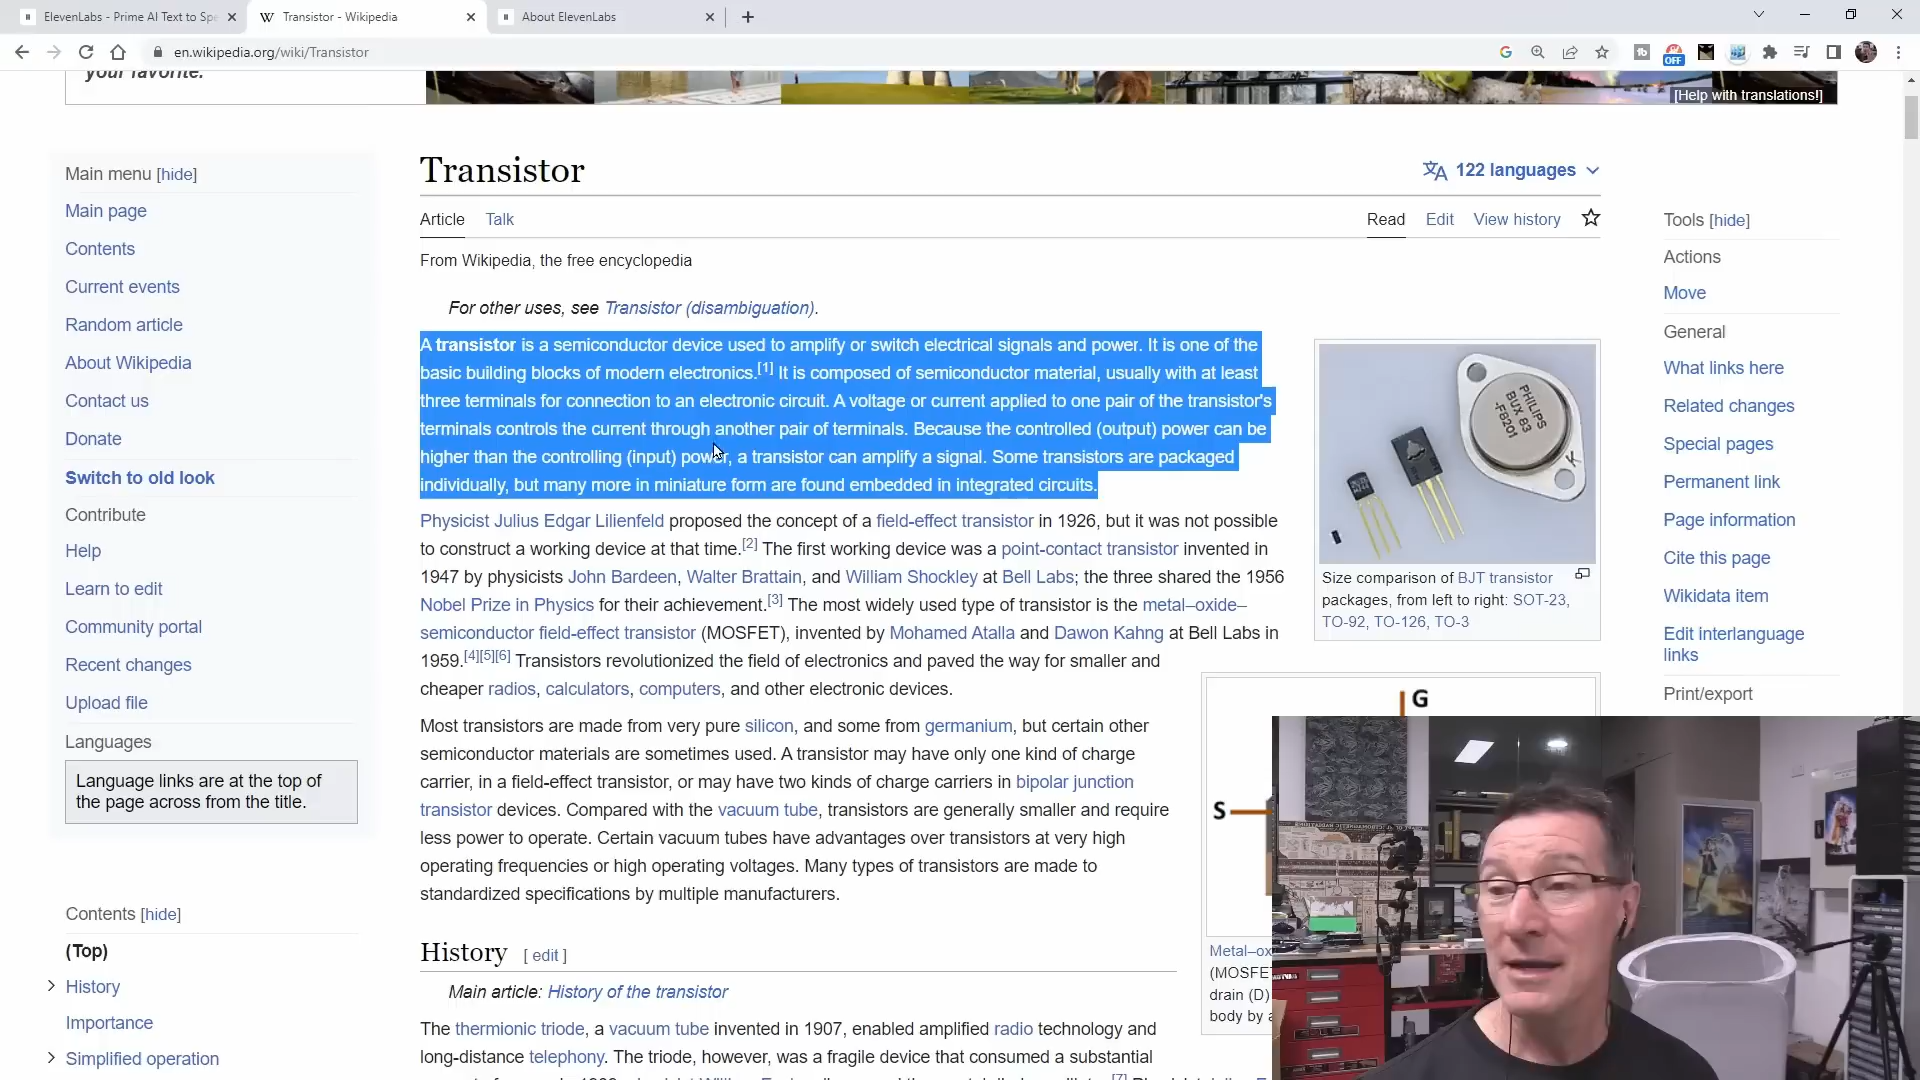 ElevenLabs - Prime AI Text to Spe
Transistor - Wikipedia
About ElevenLabs
en.wikipedia.org/wiki/Transistor
OFF
your favorite.
[Help with translations!]
Main menu [hide]
Main page
Contents
Current events
Random article
About Wikipedia
Contact us
Donate
Switch to old look
Contribute
Help
Learn to edit
Community portal
Recent changes
Upload file
Languages
Language links are at the top of
the page across from the title.
Contents [hide]
(Top)
History
Importance
Simplified operation
Transistor
122 languages
Article Talk
Read Edit View history
From Wikipedia, the free encyclopedia
For other uses, see Transistor (disambiguation).
A transistor is a semiconductor device used to amplify or switch electrical signals and power. It is one of the
basic building blocks of modern electronics.[1] It is composed of semiconductor material, usually with at least
three terminals for connection to an electronic circuit. A voltage or current applied to one pair of the transistor's
terminals controls the current through another pair of terminals. Because the controlled (output) power can be
higher than the controlling (input) power, a transistor can amplify a signal. Some transistors are packaged
individually, but many more in miniature form are found embedded in integrated circuits.
Physicist Julius Edgar Lilienfeld proposed the concept of a field-effect transistor in 1926, but it was not possible
to construct a working device at that time.[2] The first working device was a point-contact transistor invented in
1947 by physicists John Bardeen, Walter Brattain, and William Shockley at Bell Labs; the three shared the 1956
Nobel Prize in Physics for their achievement.[3] The most widely used type of transistor is the metal–oxide–
semiconductor field-effect transistor (MOSFET), invented by Mohamed Atalla and Dawon Kahng at Bell Labs in
1959.[4][5][6] Transistors revolutionized the field of electronics and paved the way for smaller and
cheaper radios, calculators, computers, and other electronic devices.
Most transistors are made from very pure silicon, and some from germanium, but certain other
semiconductor materials are sometimes used. A transistor may have only one kind of charge
carrier, in a field-effect transistor, or may have two kinds of charge carriers in bipolar junction
transistor devices. Compared with the vacuum tube, transistors are generally smaller and require
less power to operate. Certain vacuum tubes have advantages over transistors at very high
operating frequencies or high operating voltages. Many types of transistors are made to
standardized specifications by multiple manufacturers.
History [ edit ]
Main article: History of the transistor
The thermionic triode, a vacuum tube invented in 1907, enabled amplified radio technology and
long-distance telephony. The triode, however, was a fragile device that consumed a substantial
PHILIPS
BUX 83
-F8201
K
Size comparison of BJT transistor
packages, from left to right: SOT-23,
TO-92, TO-126, TO-3
G
S
Metal–ox
(MOSFET
drain (D)
body by a
Tools [hide]
Actions
Move
General
What links here
Related changes
Special pages
Permanent link
Page information
Cite this page
Wikidata item
Edit interlanguage
links
Print/export